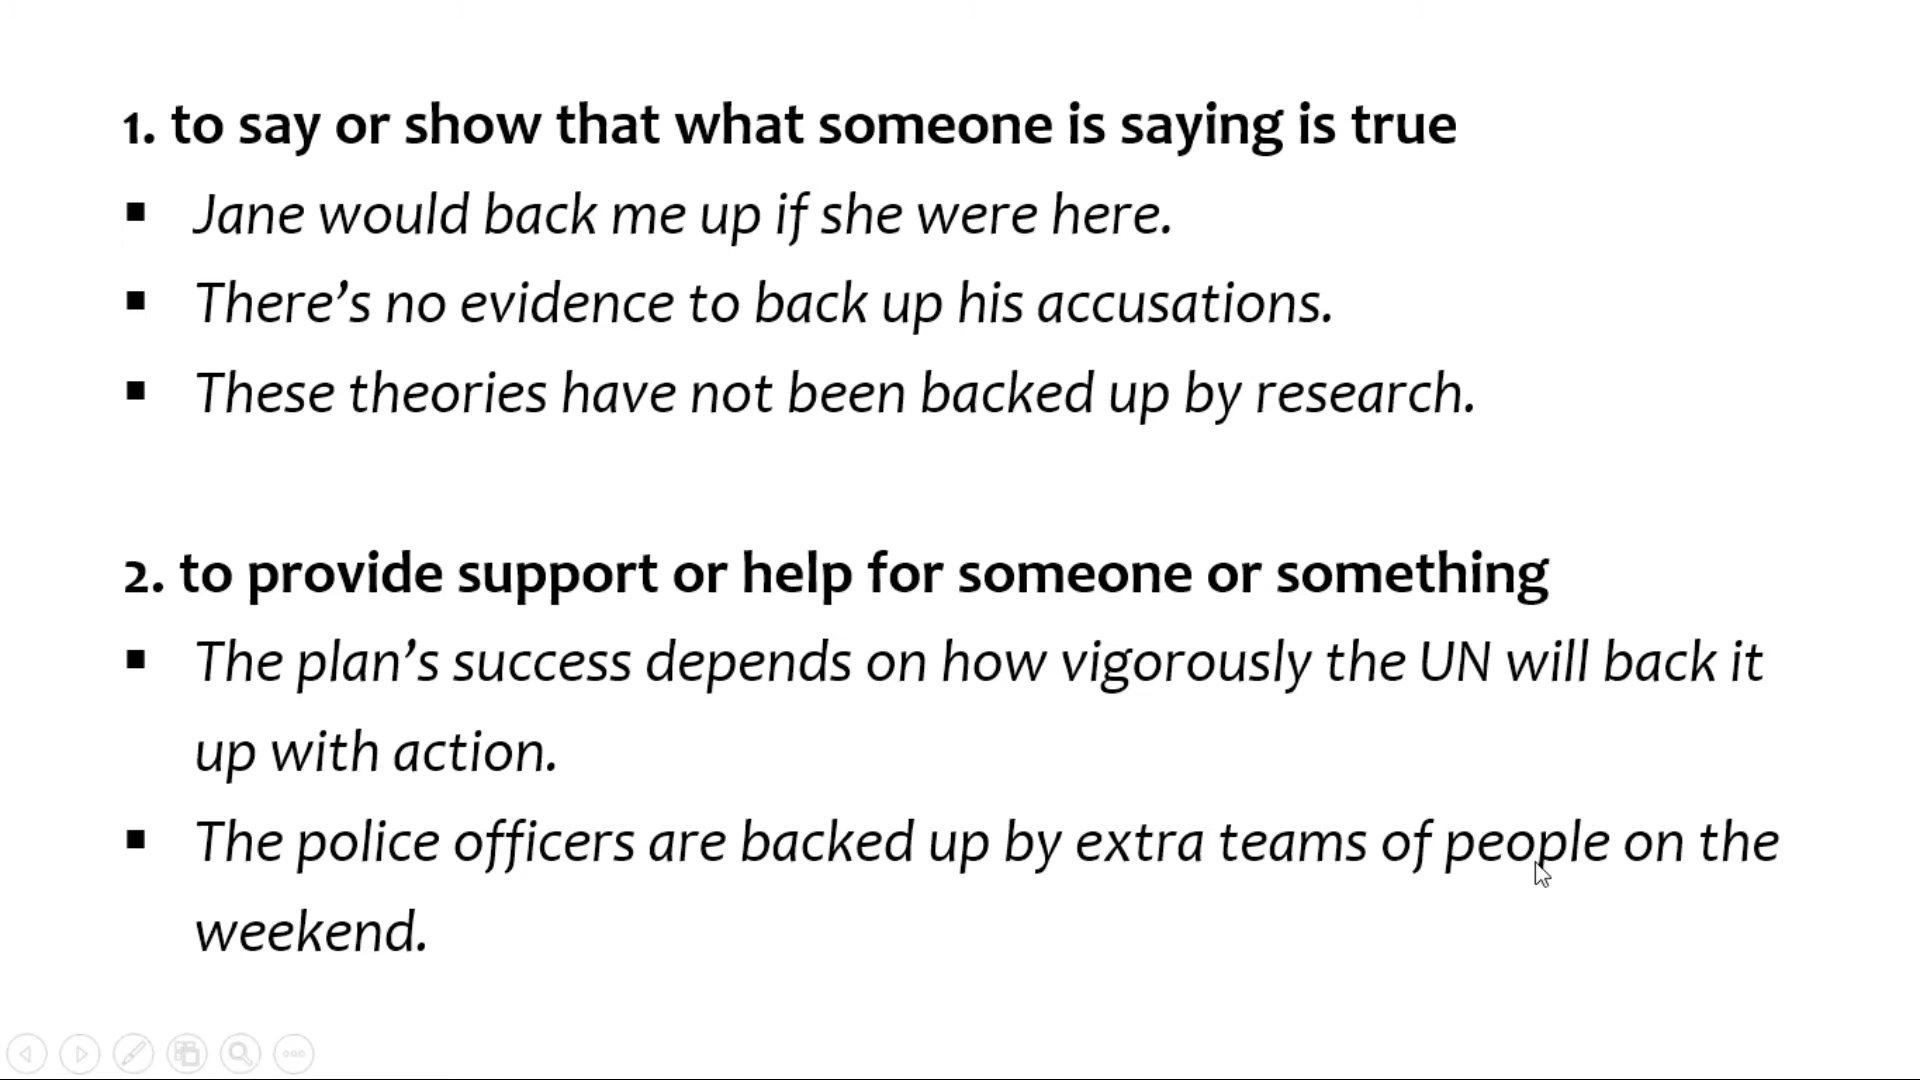 1. to say or show that what someone is saying is true
▪ Jane would back me up if she were here.
▪ There’s no evidence to back up his accusations.
▪ These theories have not been backed up by research.
2. to provide support or help for someone or something
▪ The plan’s success depends on how vigorously the UN will back it
up with action.
▪ The police officers are backed up by extra teams of people on the
weekend.